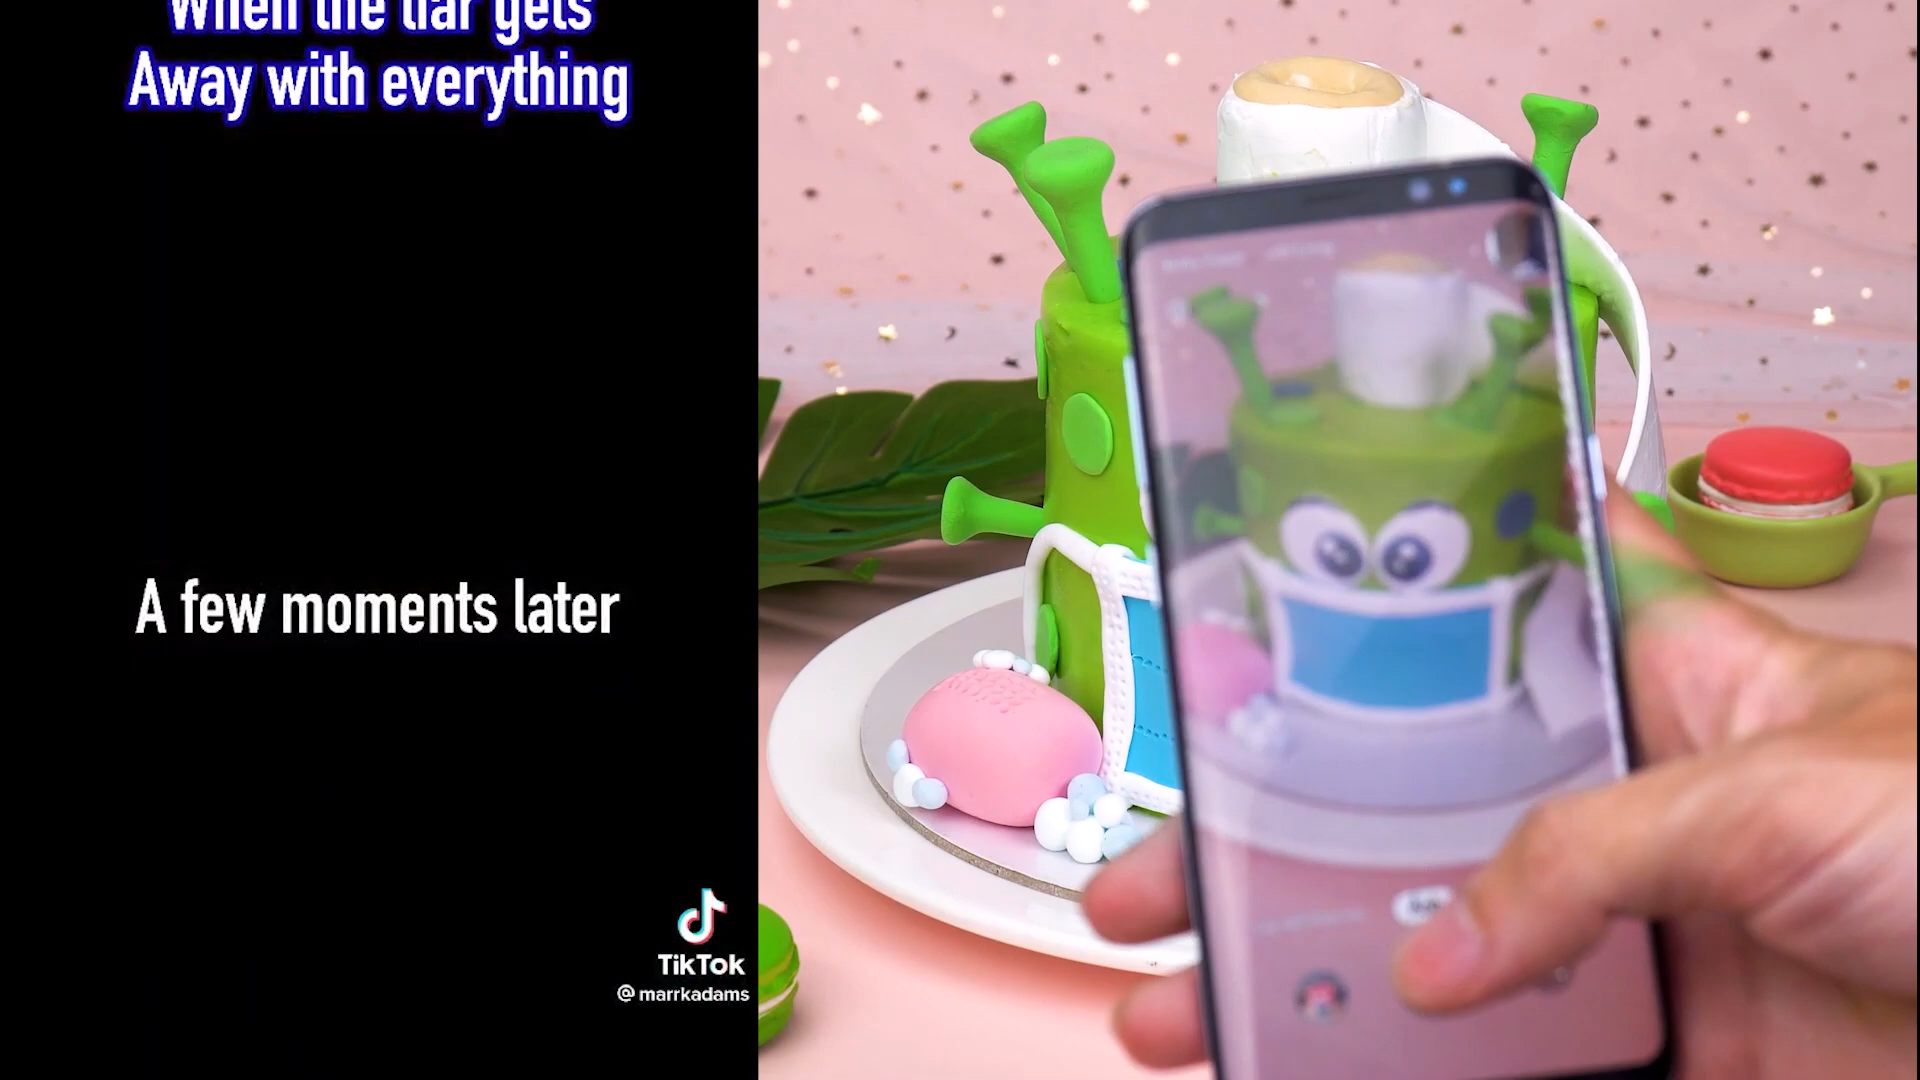 When the liar gets
Away with everything
A few moments later
TikTok
@marrkadams